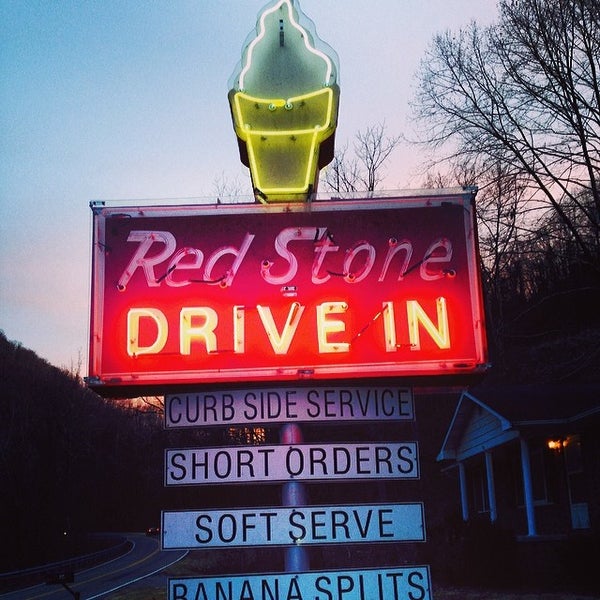 Red Stone
DRIVE IN
CURB SIDE SERVICE
SHORT ORDERS
SOFT SERVE
BANANA SPLITS